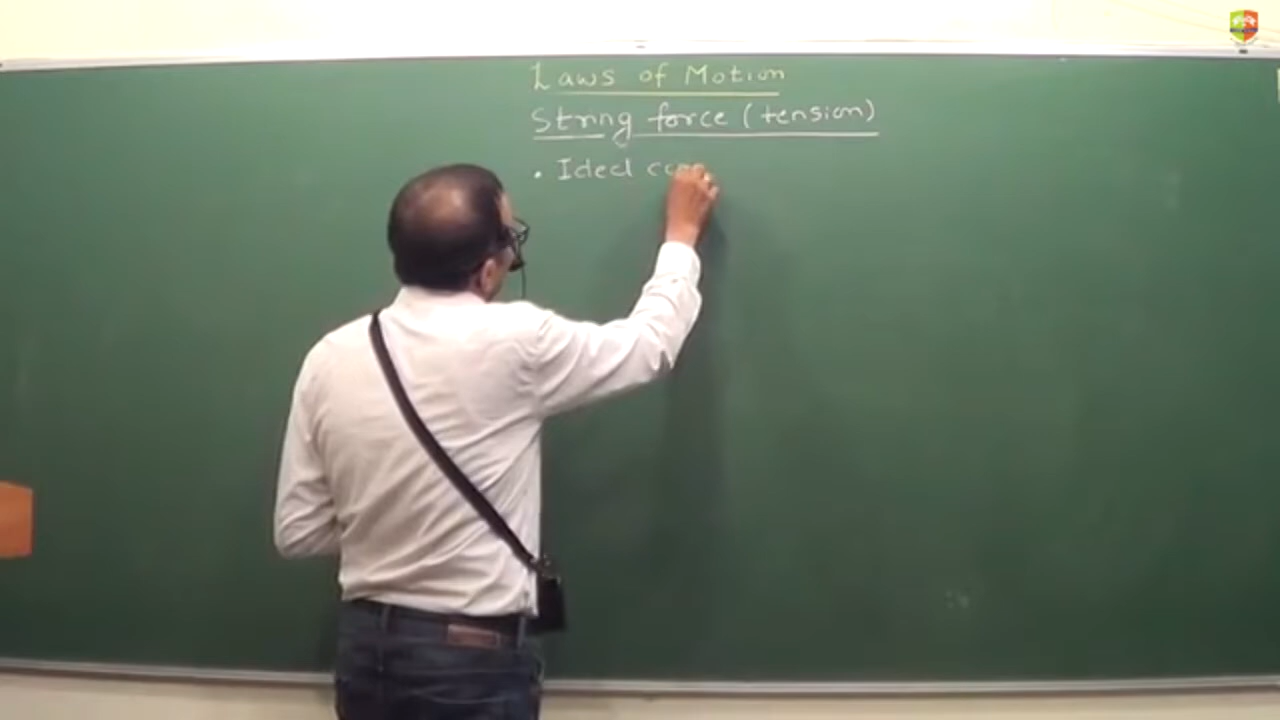 Laws of Motion
String force (tension)
• Ideal